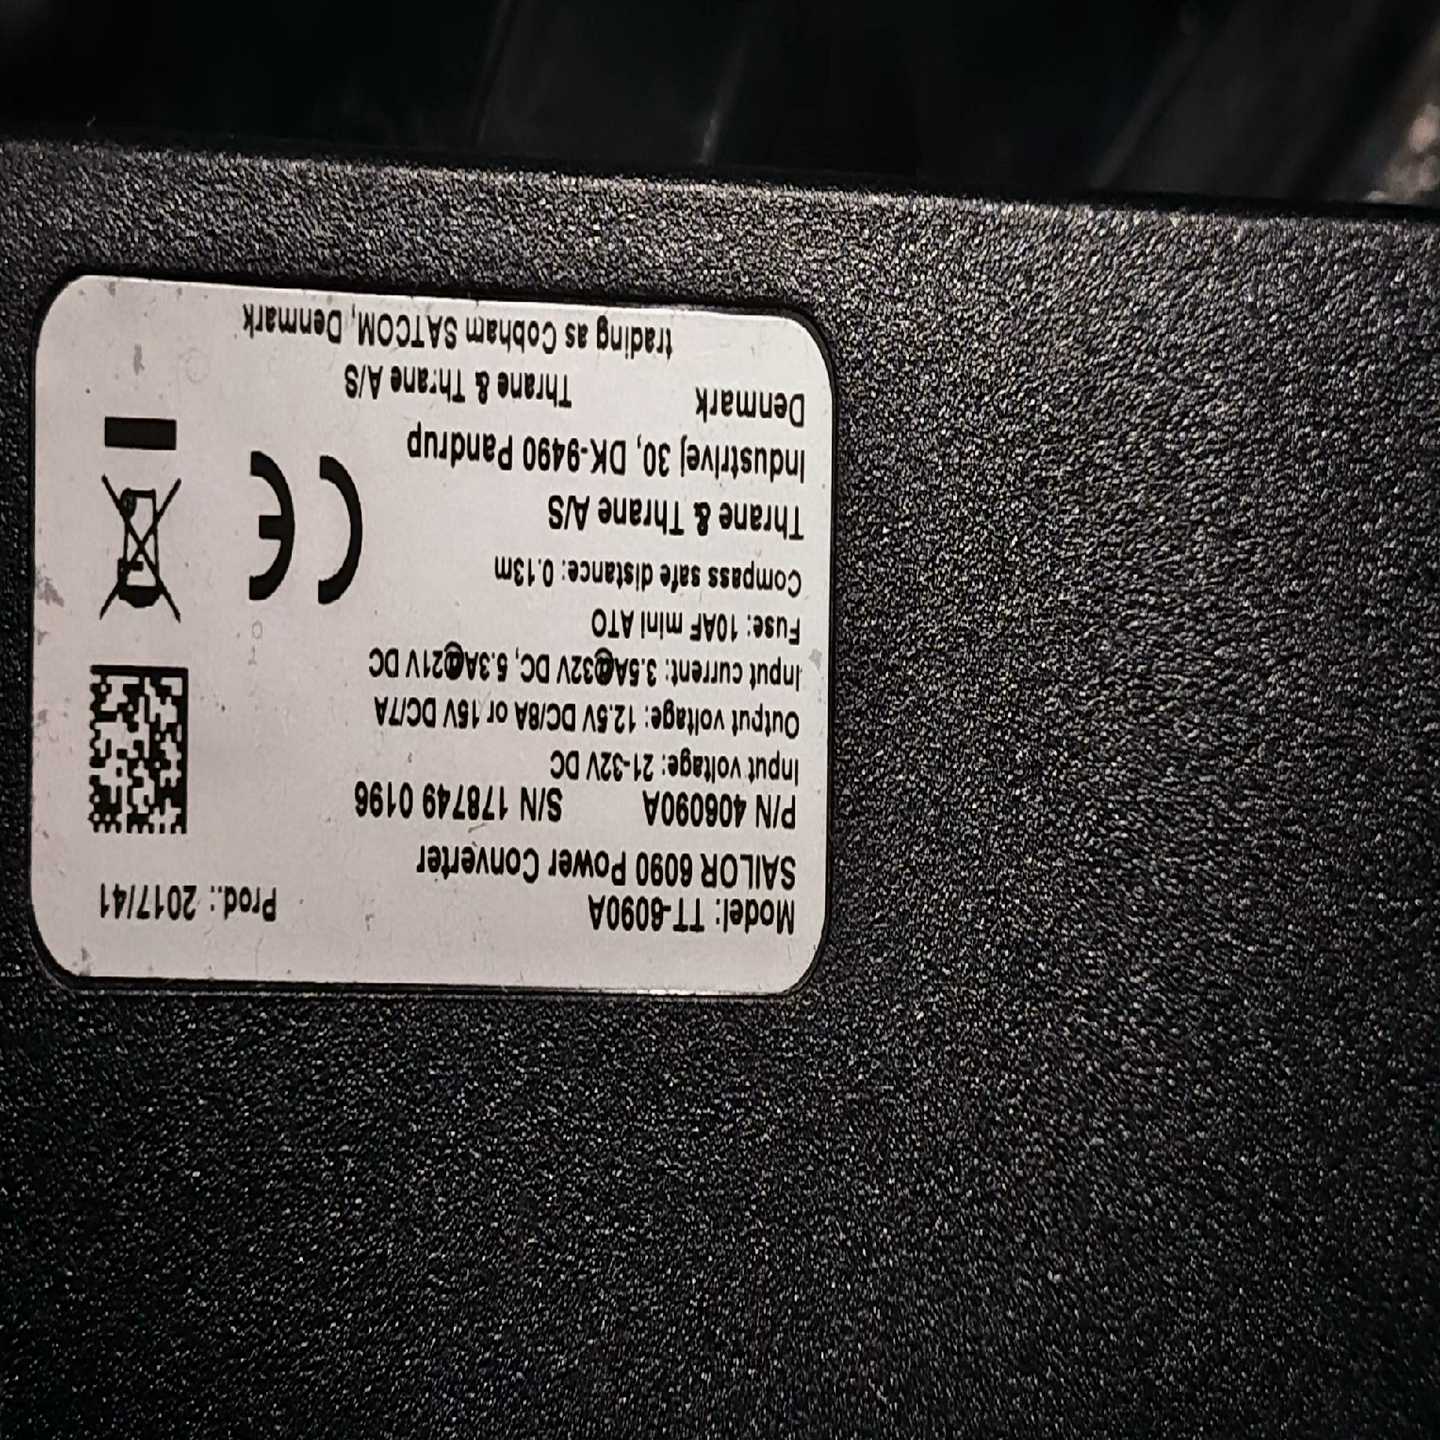 Model: TT-6090A Prod.: 2017/41
SAILOR 6090 Power Converter
P/N 406090A S/N 178749 0196
Input voltage: 21-32V DC
Output voltage: 12.5V DC/8A or 15V DC/7A
Input current: 3.5A@32V DC, 5.3A@21V DC
Fuse: 10AF mini ATO
Compass safe distance: 0.13m
Thrane & Thrane A/S
Industrivej 30, DK-9490 Pandrup
Denmark
Thrane & Thrane A/S
trading as Cobham SATCOM, Denmark
CE